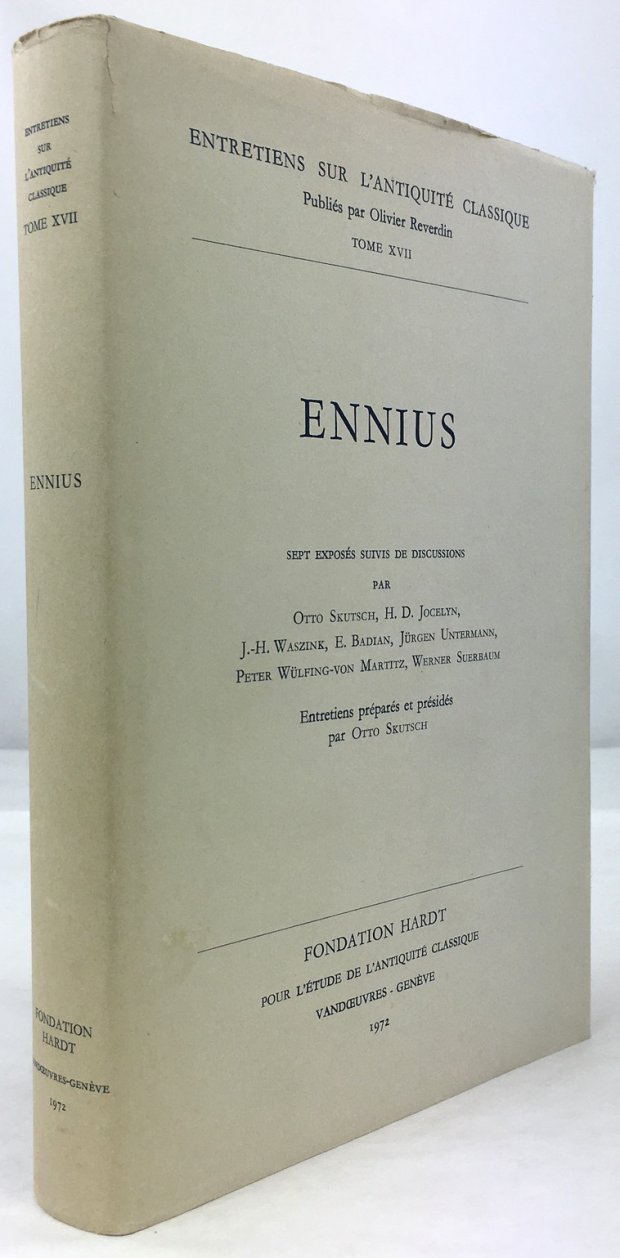 ENTRETIENS
SUR
L'ANTIQUITÉ
CLASSIQUE
TOME XVII
ENNIUS
FONDATION
HARDT
VANDŒUVRES-GENÈVE
1972
ENTRETIENS SUR L'ANTIQUITÉ CLASSIQUE
Publiés par Olivier Reverdin
TOME XVII
ENNIUS
SEPT EXPOSÉS SUIVIS DE DISCUSSIONS
PAR
OTTO SKUTSCH, H. D. JOCELYN,
J.-H. WASZINK, E. BADIAN, JÜRGEN UNTERMANN,
PETER WÜLFING-VON MARTITZ, WERNER SUERBAUM
Entretiens préparés et présidés
par OTTO SKUTSCH
FONDATION HARDT
POUR L'ÉTUDE DE L'ANTIQUITÉ CLASSIQUE
VANDŒUVRES - GENÈVE
1972